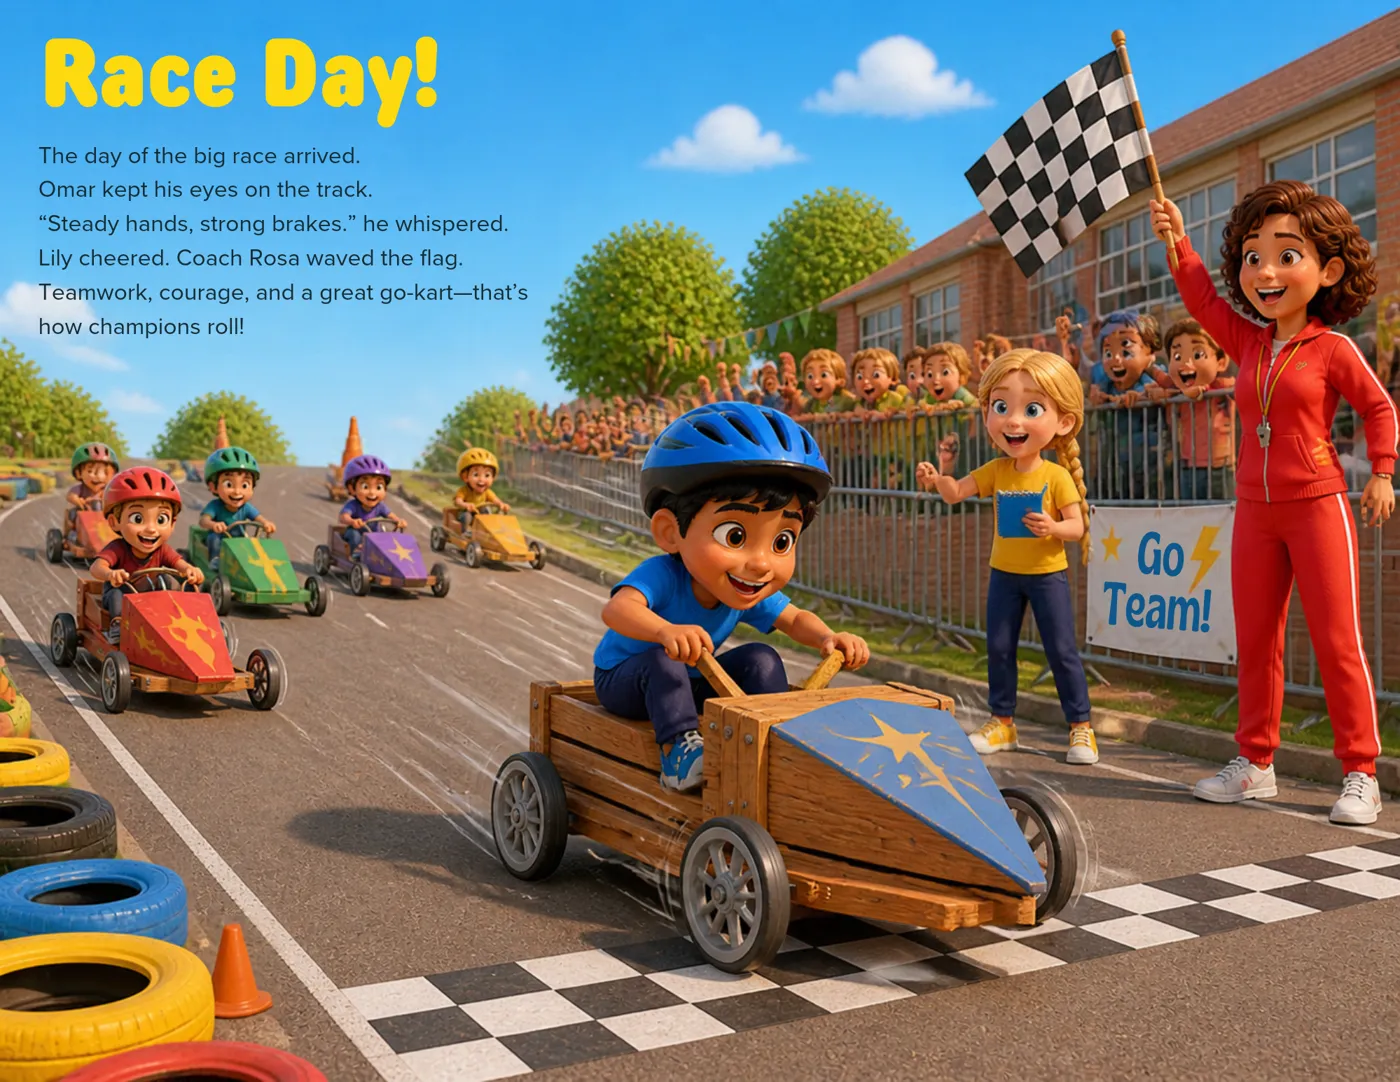 Race Day!
The day of the big race arrived.
Omar kept his eyes on the track.
“Steady hands, strong brakes.” he whispered.
Lily cheered. Coach Rosa waved the flag.
Teamwork, courage, and a great go-kart—that’s
how champions roll!
Go
Team!